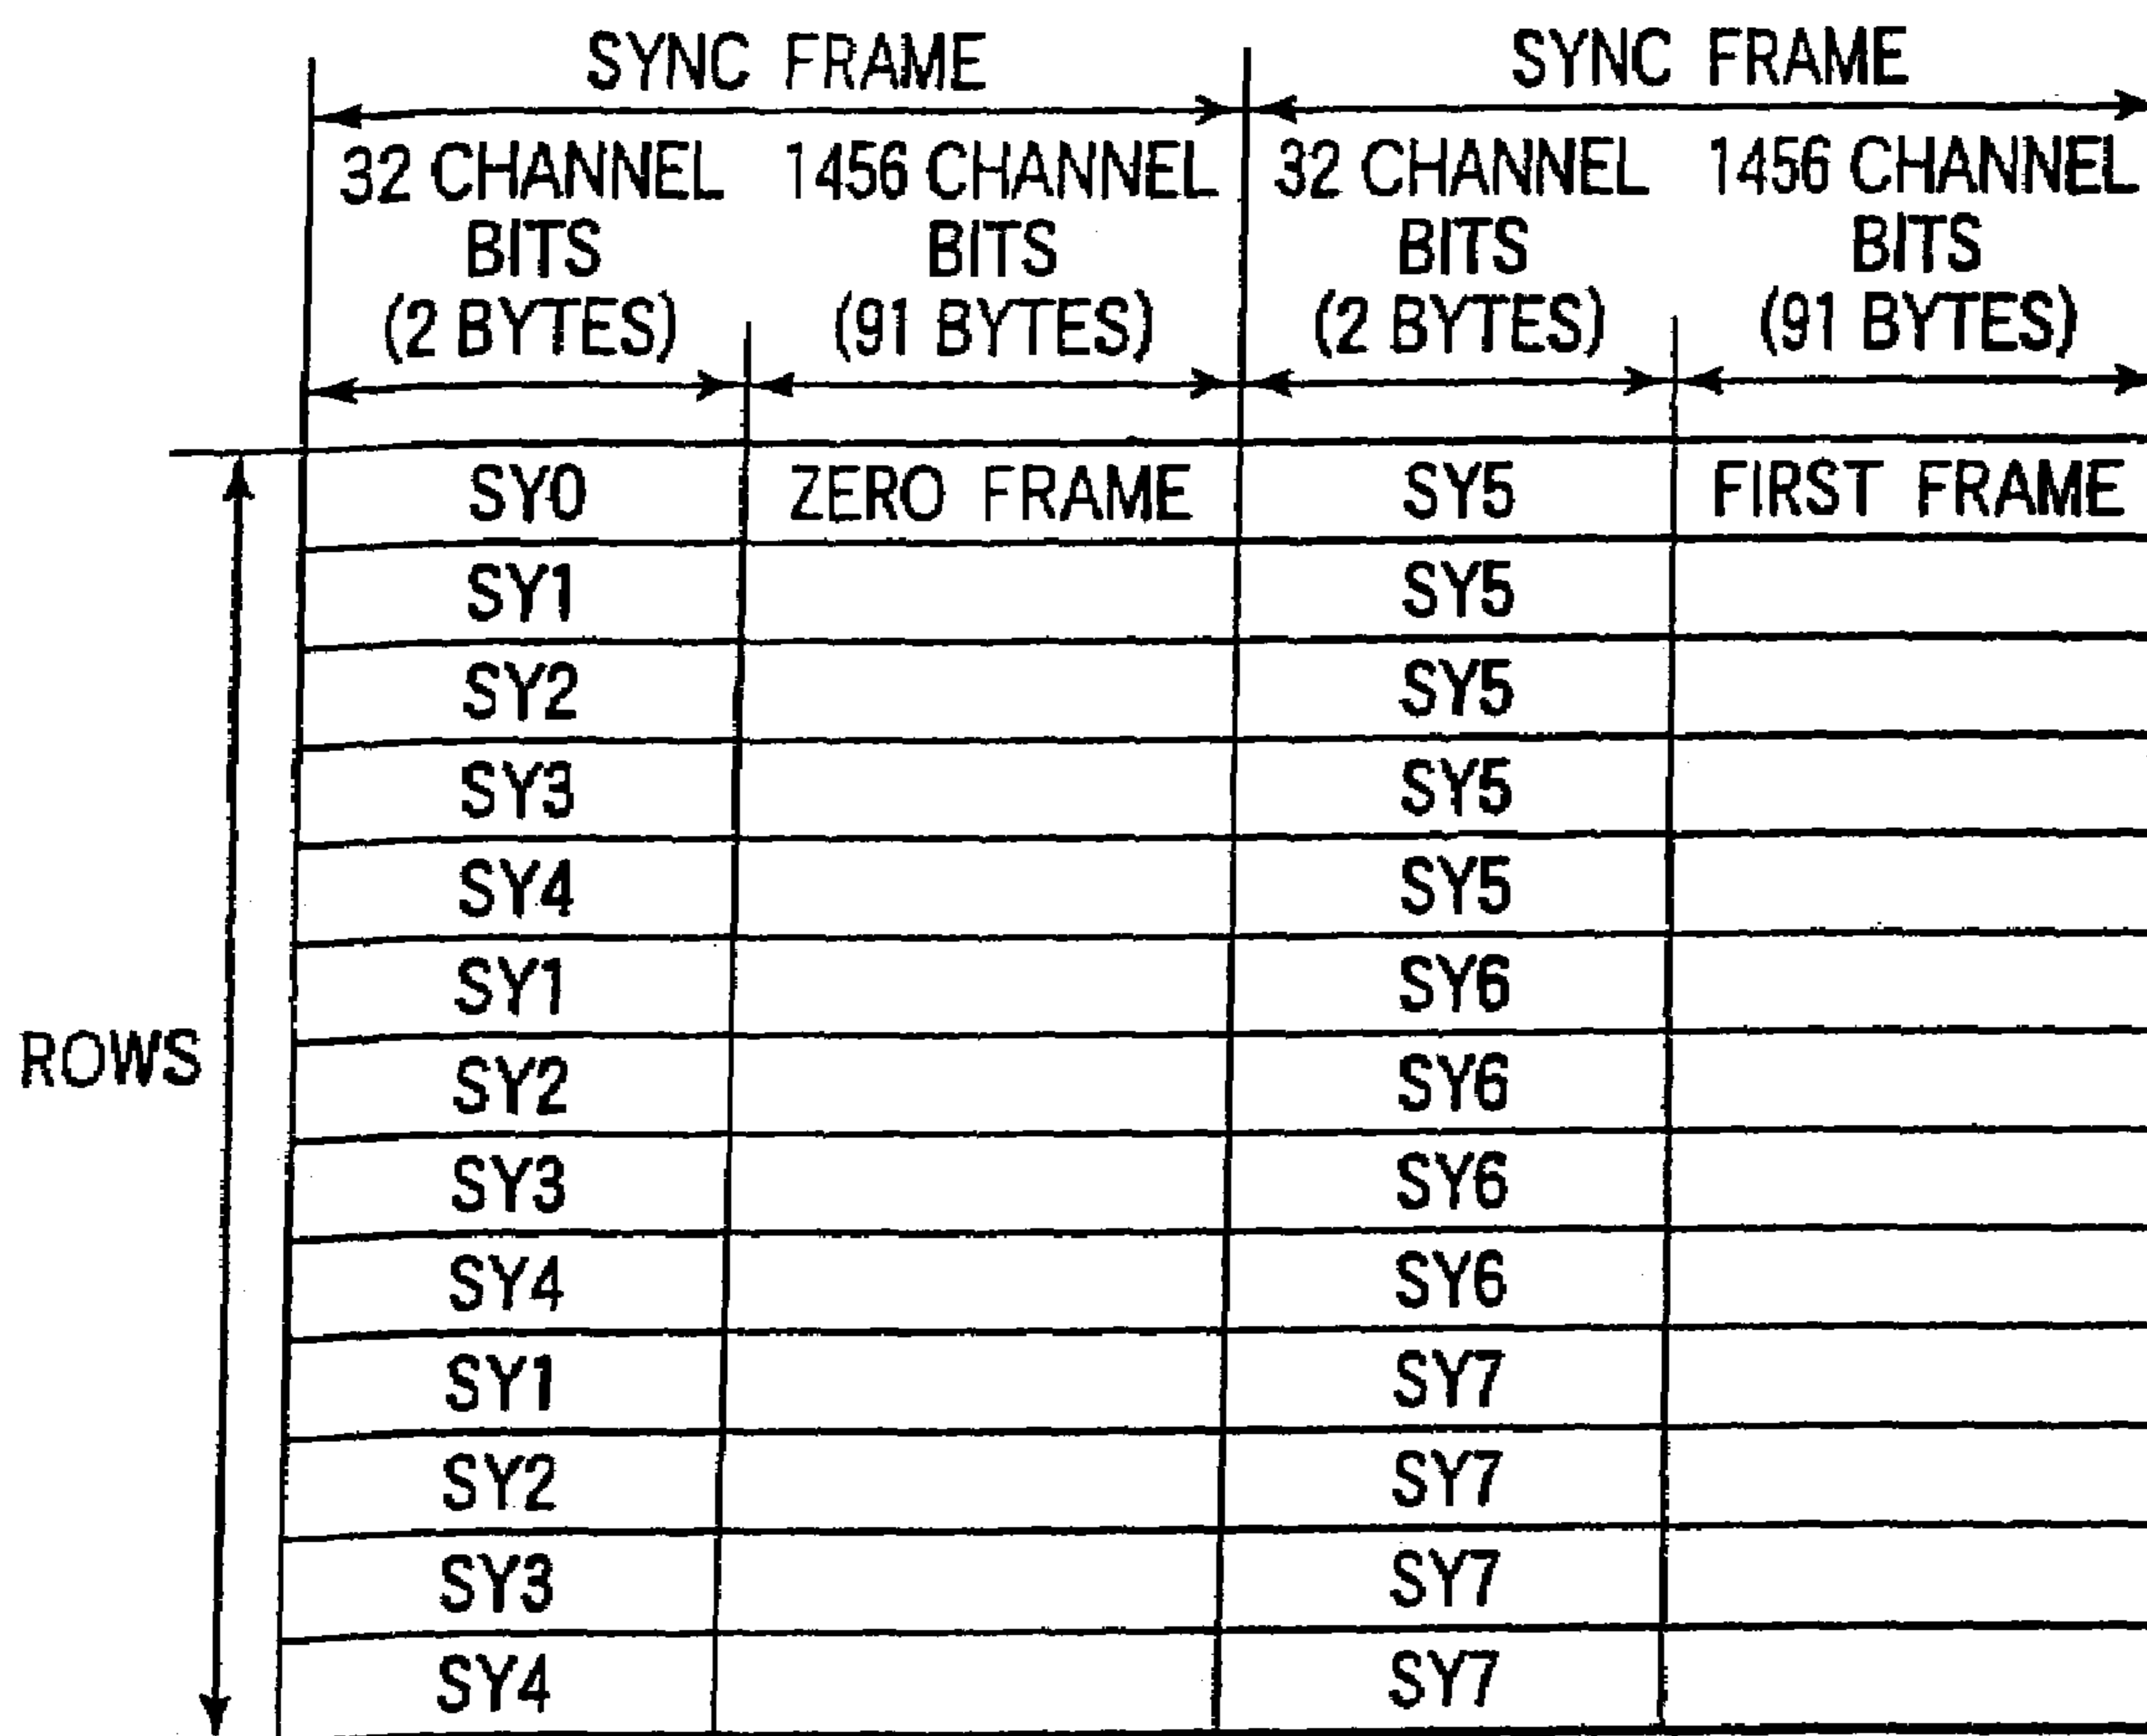 SYNC FRAME SYNC FRAME
32 CHANNEL 1456 CHANNEL 32 CHANNEL 1456 CHANNEL
BITS BITS BITS BITS
(2 BYTES) (91 BYTES) (2 BYTES) (91 BYTES)
SY0 ZERO FRAME SY5 FIRST FRAME
SY1 SY5
SY2 SY5
SY3 SY5
SY4 SY5
SY1 SY6
ROWS
SY2 SY6
SY3 SY6
SY4 SY6
SY1 SY7
SY2 SY7
SY3 SY7
SY4 SY7